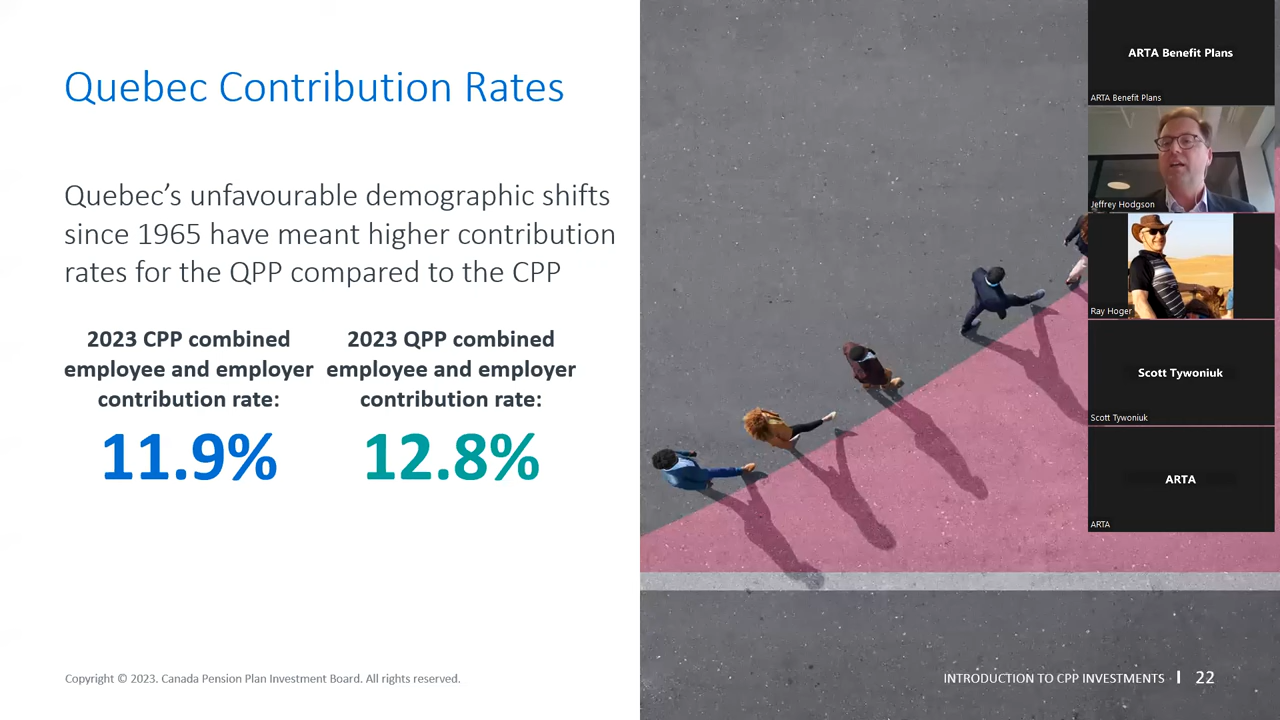 Quebec Contribution Rates
Quebec's unfavourable demographic shifts
since 1965 have meant higher contribution
rates for the QPP compared to the CPP
2023 CPP combined
employee and employer
contribution rate:
11.9%
2023 QPP combined
employee and employer
contribution rate:
12.8%
Copyright © 2023. Canada Pension Plan Investment Board. All rights reserved.
INTRODUCTION TO CPP INVESTMENTS | 22
ARTA Benefit Plans
ARTA Benefit Plans
Jeffrey Hodgson
Ray Hoger
Scott Tywoniuk
Scott Tywoniuk
ARTA
ARTA